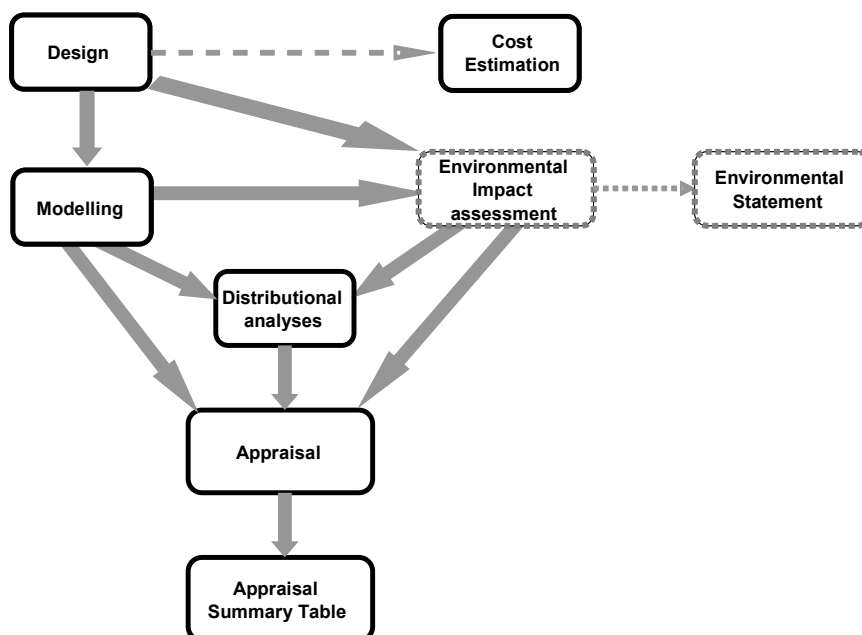 Design
Cost
Estimation
Environmental
Impact
assessment
Environmental
Statement
Modelling
Distributional
analyses
Appraisal
Appraisal
Summary Table